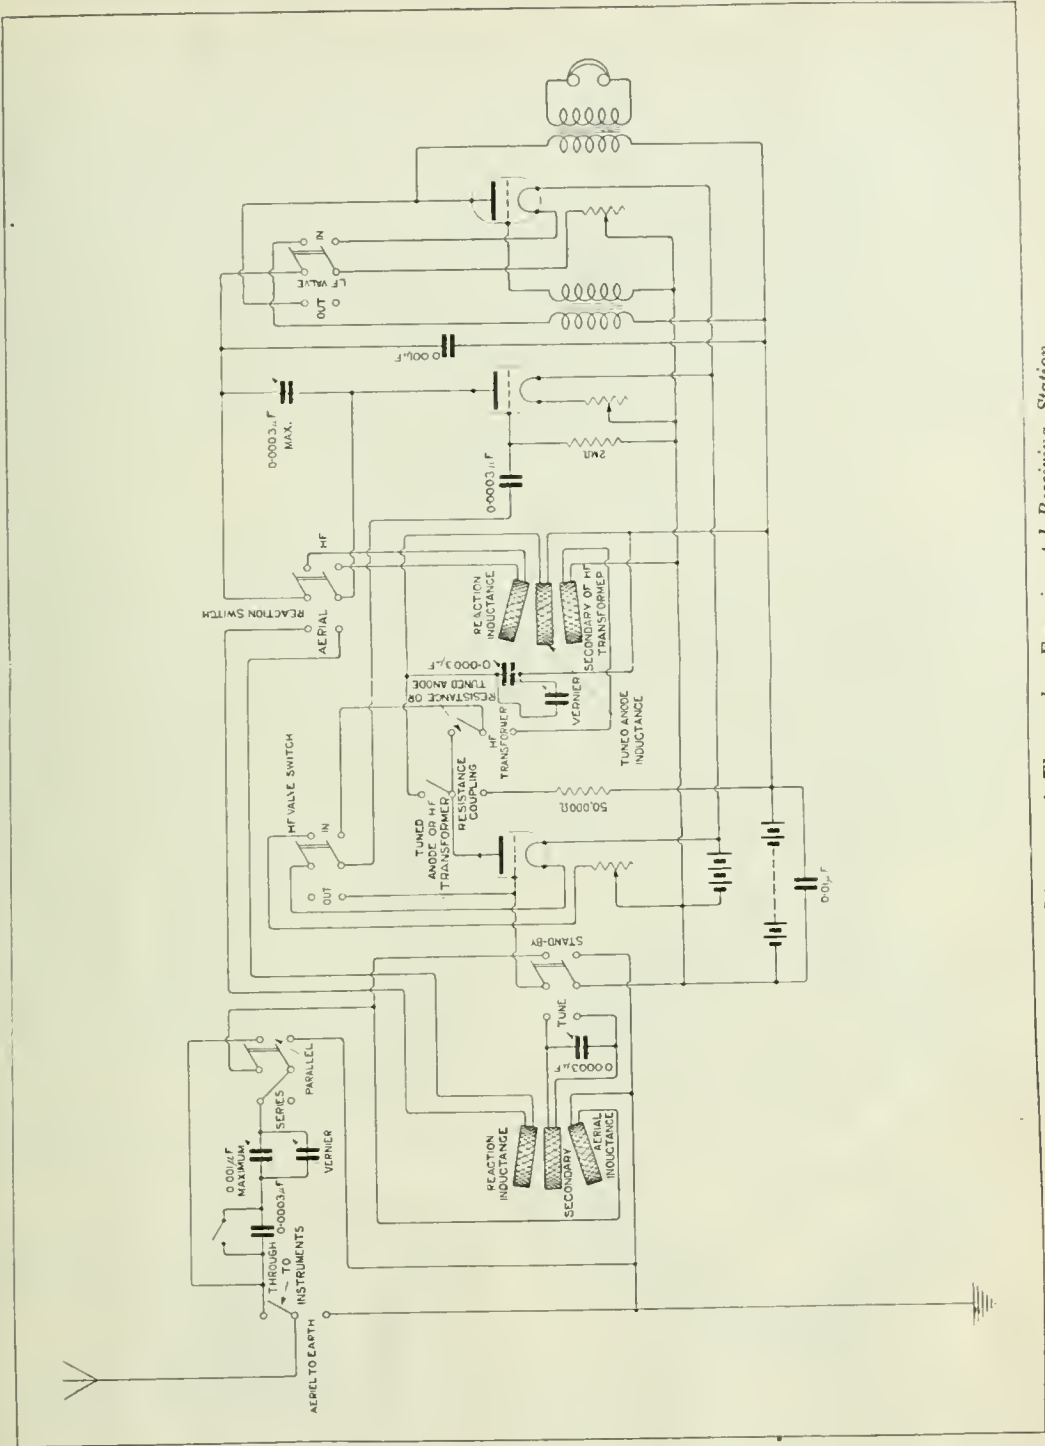 0·0003μF
MAX.
0·001μF
IN
L F VALVE
OUT
HF
REACTION SWITCH
AERIAL
0·0003μF
2MΩ
HF VALVE SWITCH
IN
OUT
REACTION
INDUCTANCE
SECONDARY OF HF
TRANSFORMER
0·0003μF
RESISTANCE OR
TUNED ANODE
VERNIER
HF
TRANSFORMER
TUNED ANODE
INDUCTANCE
TUNED
ANODE OR HF
TRANSFORMER
RESISTANCE
COUPLING
50,000Ω
0·01μF
STAND-BY
TUNE
0·0003μF
SERIES
PARALLEL
0·001μF
MAXIMUM
VERNIER
0·0003μF
THROUGH
TO
INSTRUMENTS
AERIEL TO EARTH
REACTION
INDUCTANCE
SECONDARY
AERIAL
INDUCTANCE
Receiving Station